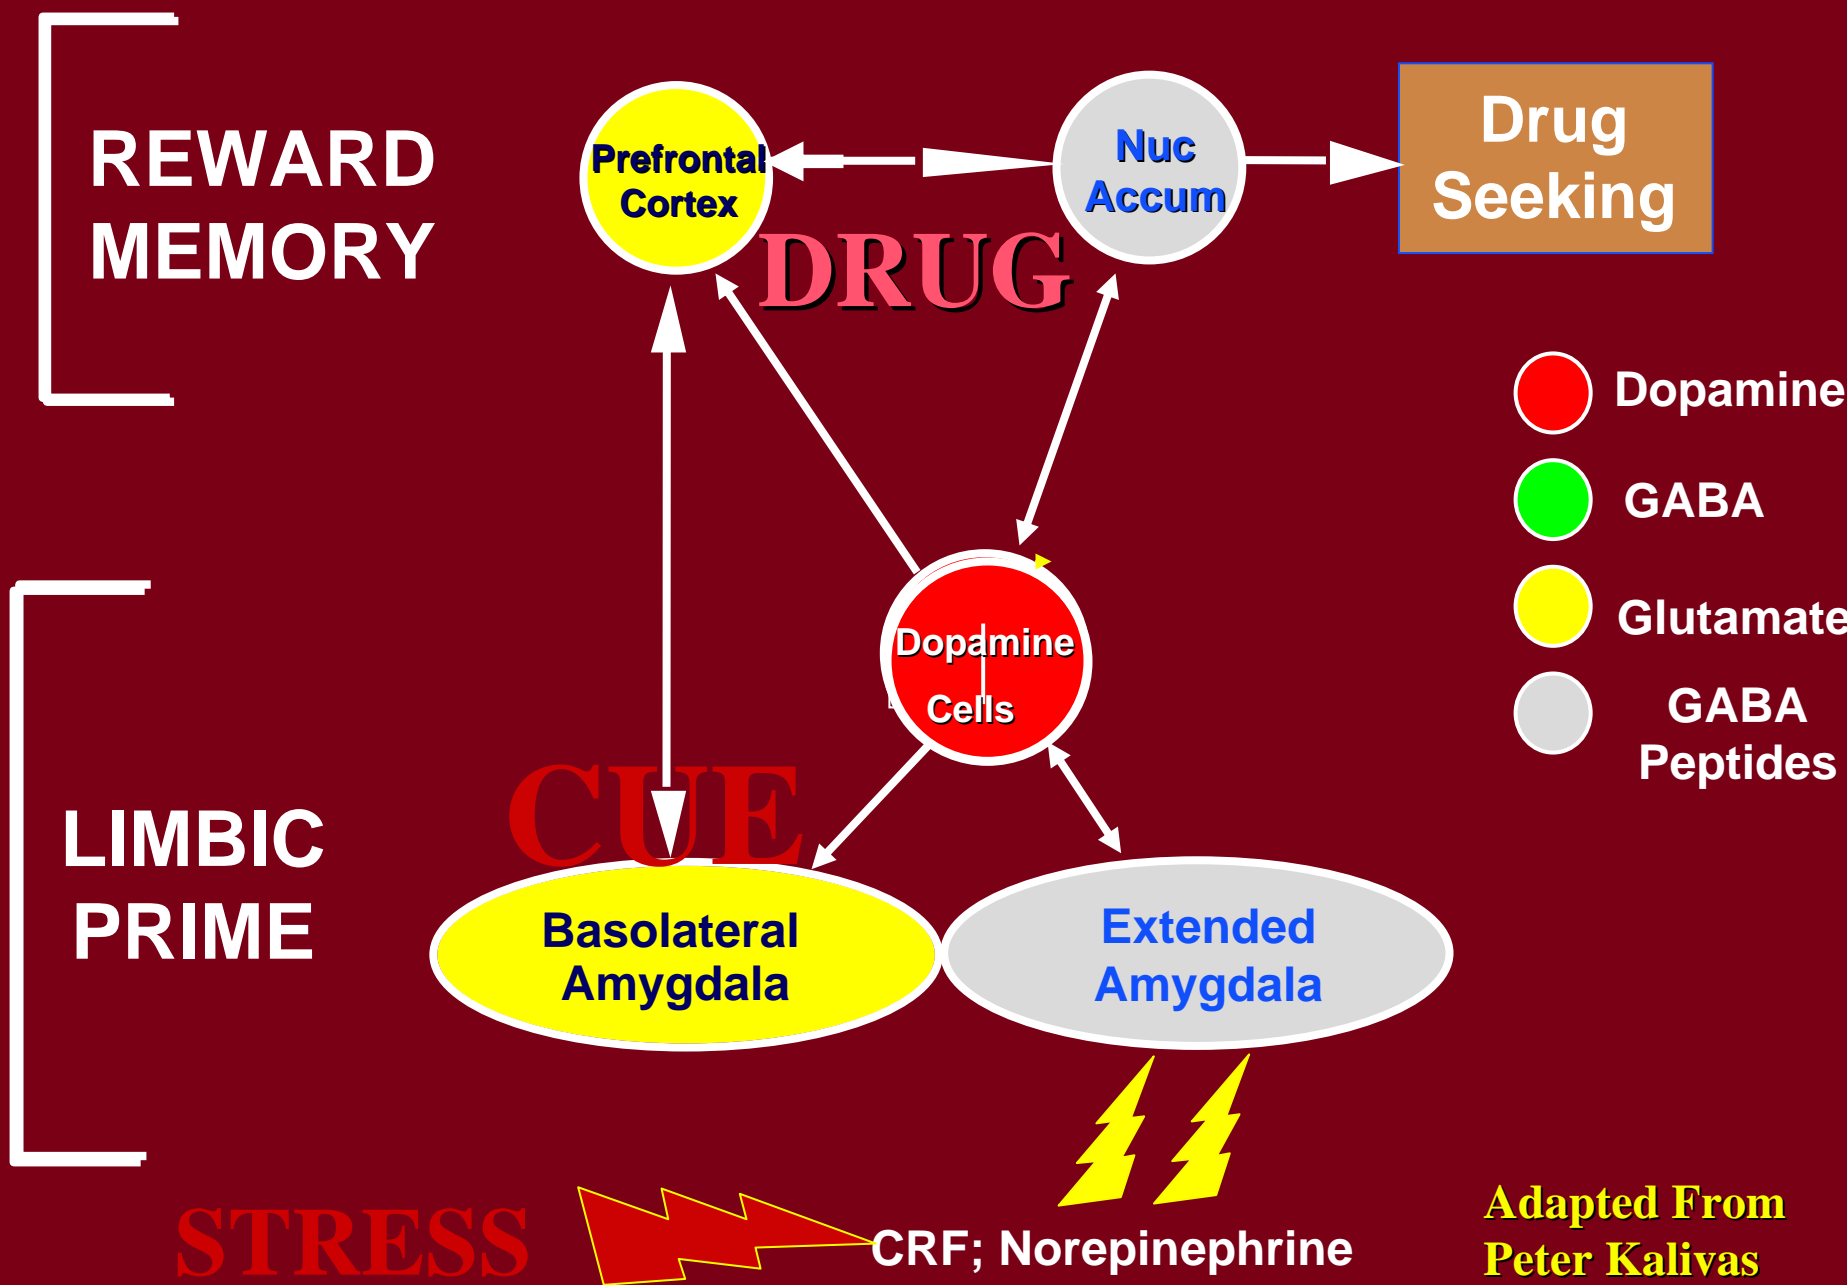 REWARD
MEMORY
Prefrontal
Cortex
Nuc
Accum
Drug
Seeking
DRUG
Dopamine
GABA
Glutamate
GABA
Peptides
Dopamine
Cells
LIMBIC
PRIME
CUE
Basolateral
Amygdala
Extended
Amygdala
STRESS
CRF; Norepinephrine
Adapted From
Peter Kalivas